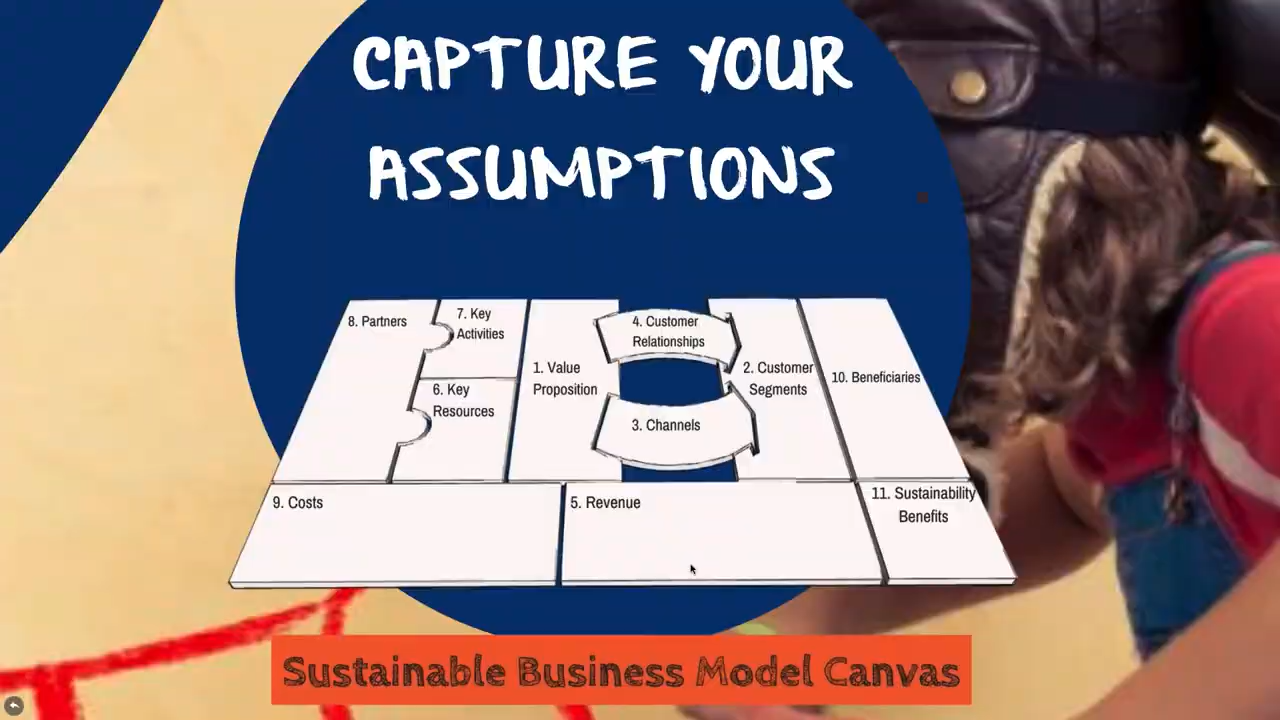 CAPTURE YOUR
ASSUMPTIONS
8. Partners
7. Key
Activities
6. Key
Resources
1. Value
Proposition
4. Customer
Relationships
3. Channels
2. Customer
Segments
10. Beneficiaries
9. Costs
5. Revenue
11. Sustainability
Benefits
Sustainable Business Model Canvas